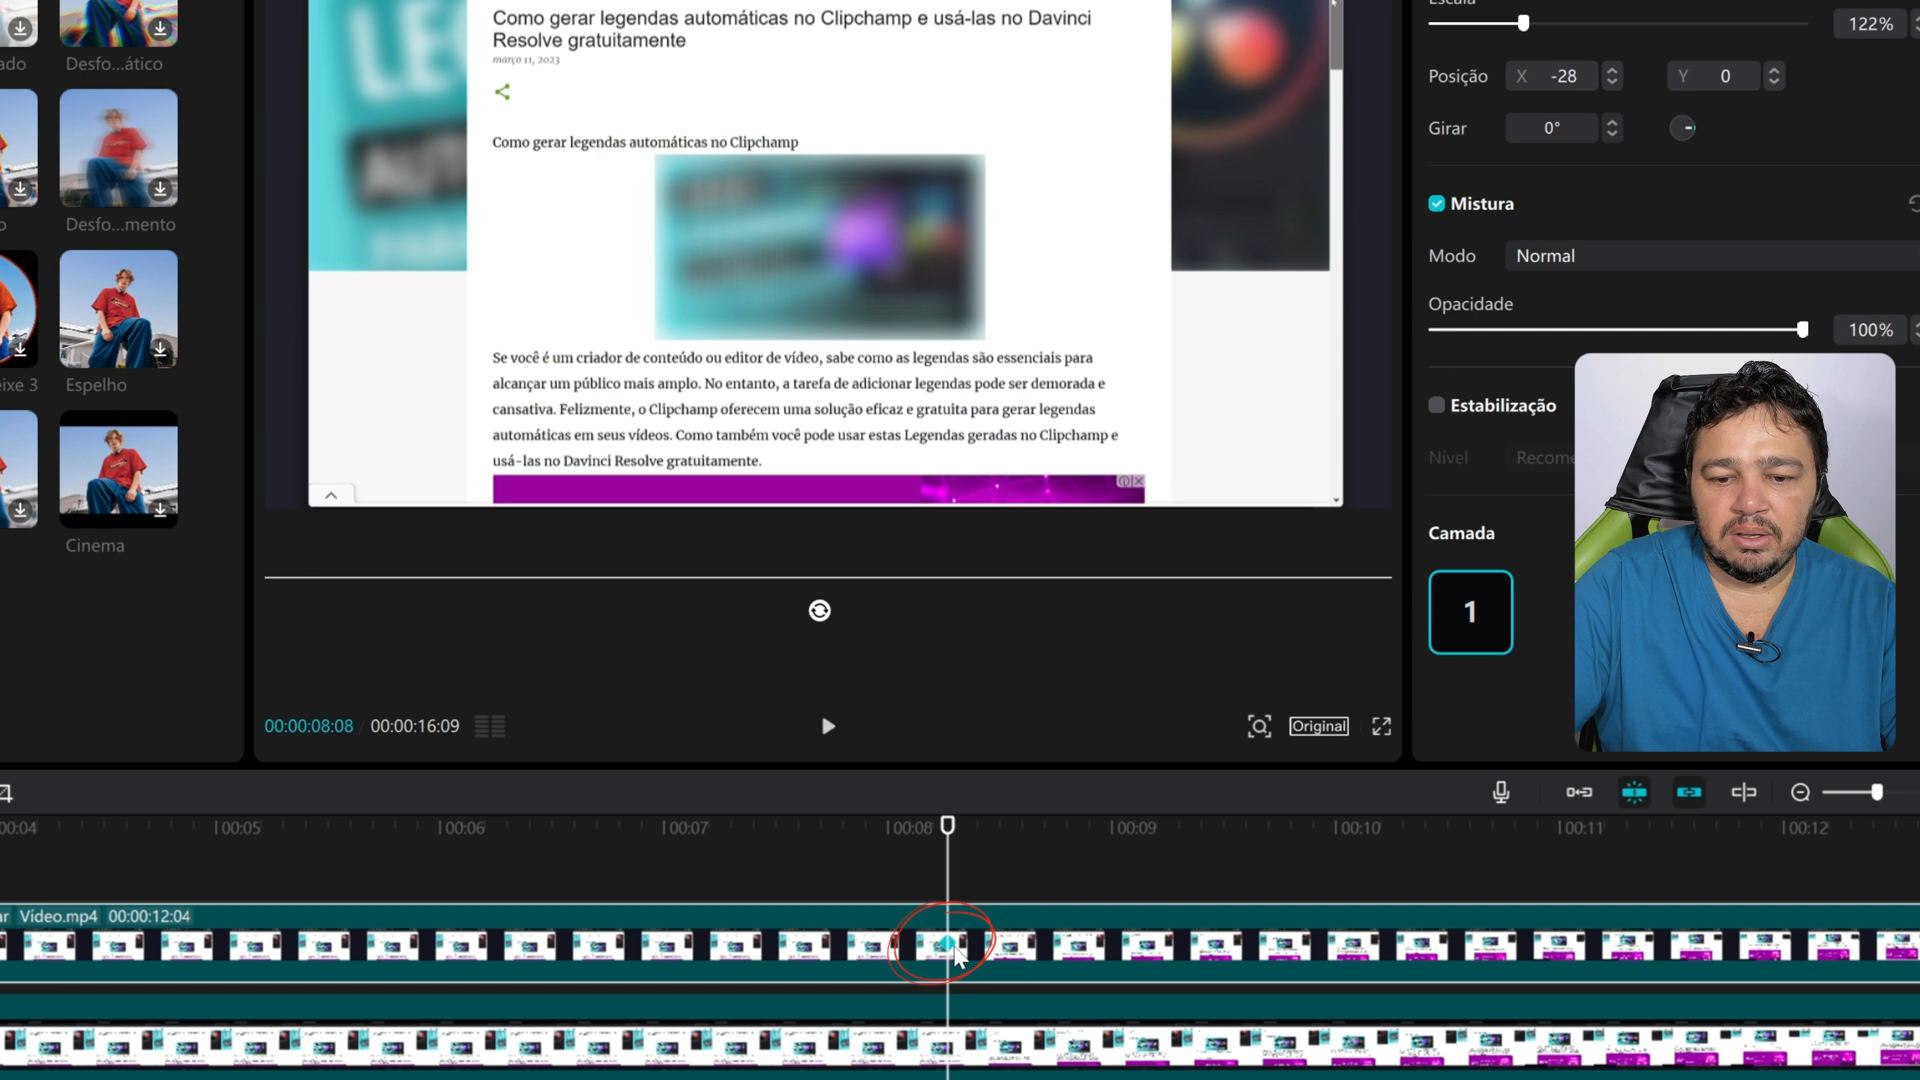 ado
Desfo...ático
o
Desfo...mento
eixe 3
Espelho
Cinema
Como gerar legendas automáticas no Clipchamp e usá-las no Davinci
Resolve gratuitamente
março 11, 2023
Como gerar legendas automáticas no Clipchamp
Se você é um criador de conteúdo ou editor de vídeo, sabe como as legendas são essenciais para
alcançar um público mais amplo. No entanto, a tarefa de adicionar legendas pode ser demorada e
cansativa. Felizmente, o Clipchamp oferecem uma solução eficaz e gratuita para gerar legendas
automáticas em seus vídeos. Como também você pode usar estas Legendas geradas no Clipchamp e
usá-las no Davinci Resolve gratuitamente.
00:00:08:08 / 00:00:16:09
Original
Escala
122%
Posição X -28 Y 0
Girar 0°
Mistura
Modo Normal
Opacidade
100%
Estabilização
Nível Recome
Camada
1
00:04 00:05 00:06 00:07 00:08 00:09 00:10 00:11 00:12
ar Vídeo.mp4 00:00:12:04